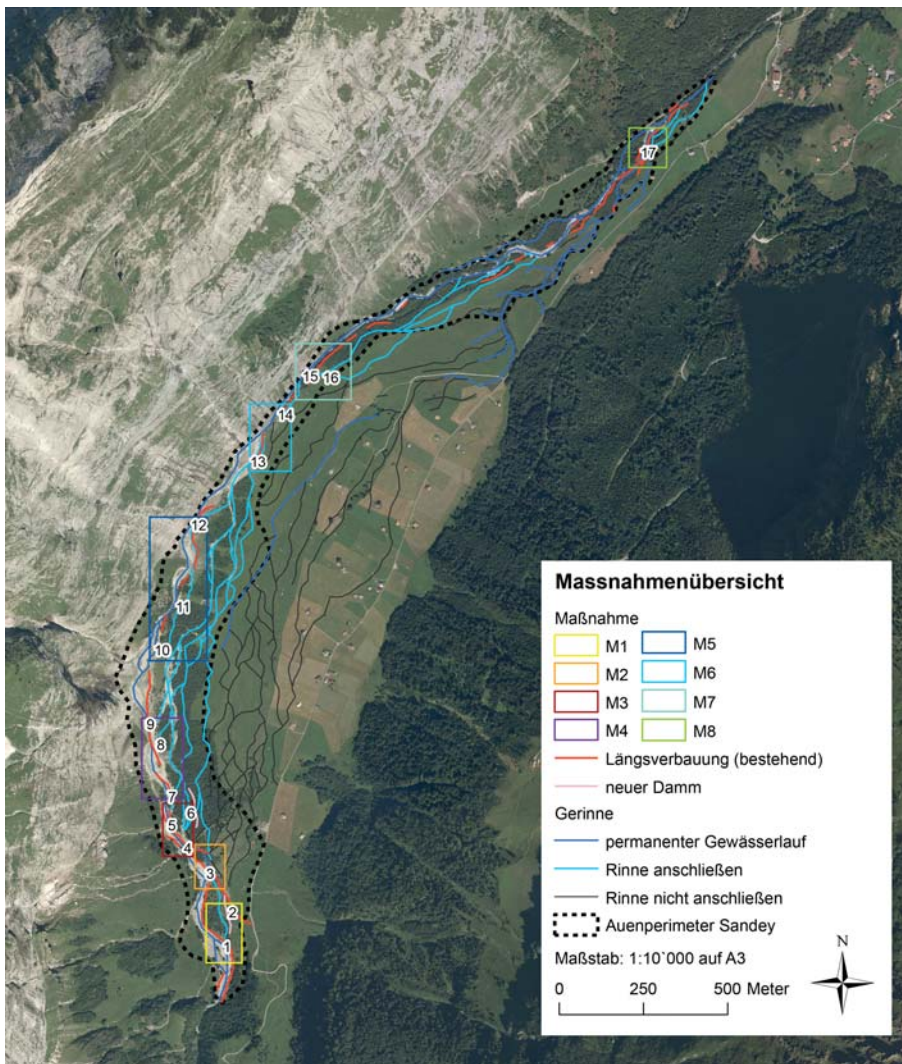 17
15 16
14
13
12
11
10
9
8
7
6
5
4
3
2
1
Massnahmenübersicht
Maßnahme
M1 M5
M2 M6
M3 M7
M4 M8
Längsverbauung (bestehend)
neuer Damm
Gerinne
permanenter Gewässerlauf
Rinne anschließen
Rinne nicht anschließen
Auenperimeter Sandey
Maßstab: 1:10`000 auf A3
N
0 250 500 Meter